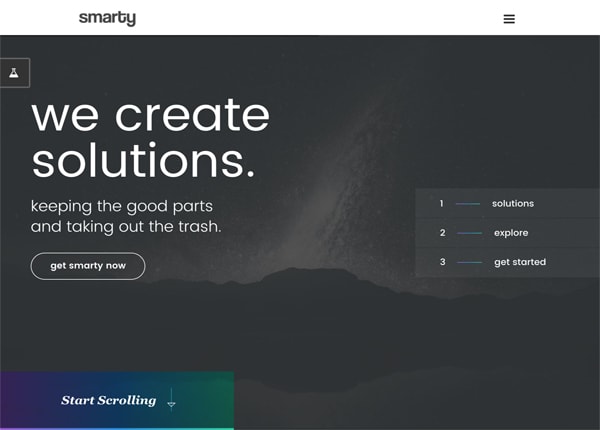 smarty
we create
solutions.
keeping the good parts
and taking out the trash.
get smarty now
1 solutions
2 explore
3 get started
Start Scrolling